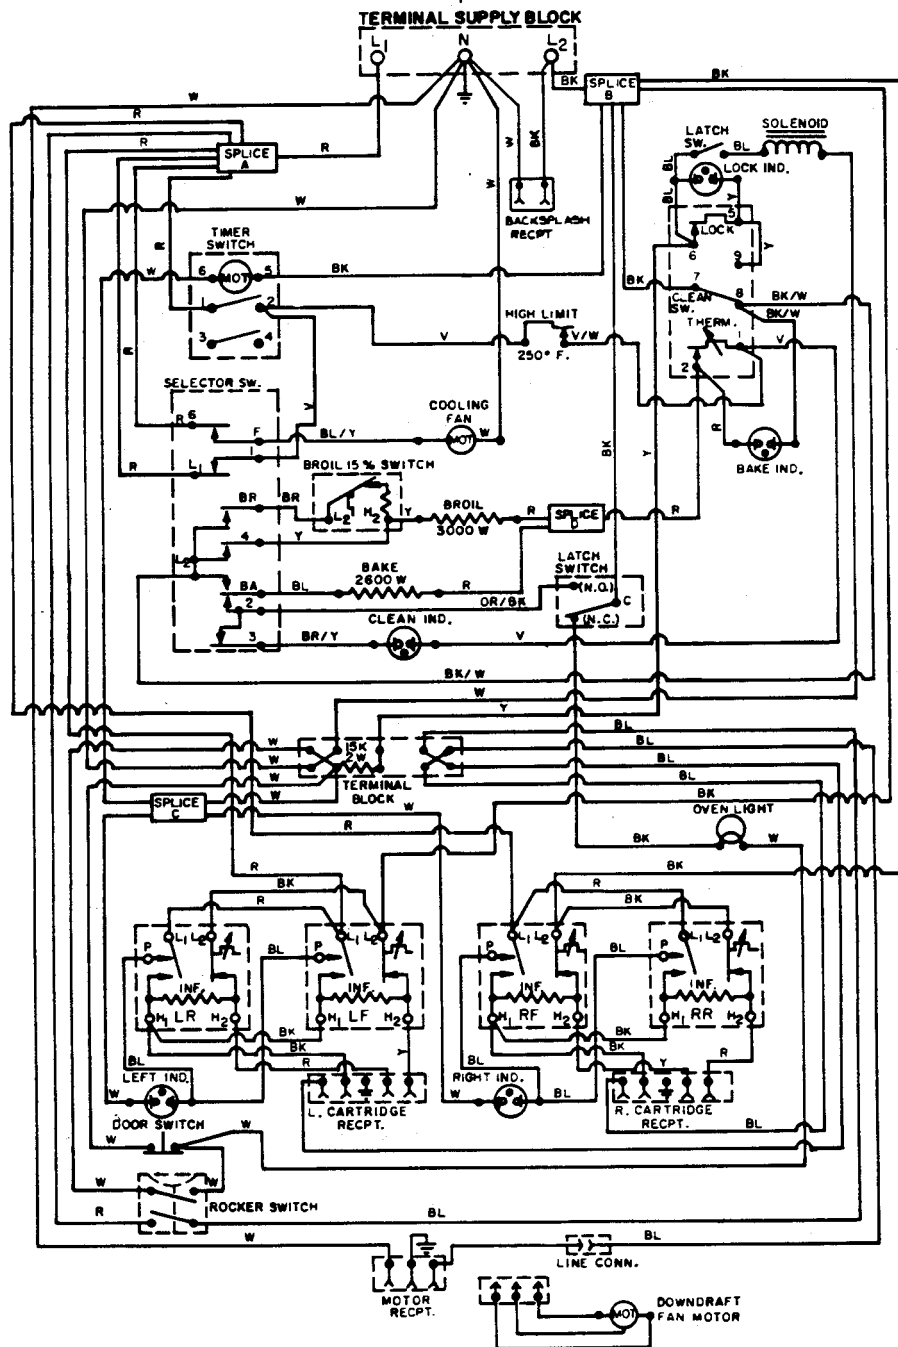 TERMINAL SUPPLY BLOCK
L1 N L2
BK
SPLICE B
BK
W
R
R
R
SPLICE A
R
W
BK
W
W
BACKSPLASH RECPT
LATCH SW.
BL
SOLENOID
LOCK IND.
BL
BL
Y
LOCK
5
6
Y
9
TIMER SWITCH
W
6
MOT
5
BK
R
1
2
3
4
BK
7
CLEAN SW.
8
BK/W
BK/W
THERM.
1
V
2
HIGH LIMIT
V
V/W
250° F.
R
V
SELECTOR SW.
R
6
F
BL/Y
COOLING FAN
MOT
W
R
L1
1
BK
Y
R
BAKE IND.
BROIL 15% SWITCH
BR
BR
L2
H2
Y
BROIL
3000 W
R
SPLICE D
R
4
Y
L2
BAKE
2600 W
BA
BL
R
2
OR/BK
LATCH SWITCH
(N.O.)
C
(N.C.)
CLEAN IND.
3
BR/Y
V
BK/W
W
Y
W
W
W
15K
2W
TERMINAL BLOCK
BL
BL
BL
BL
SPLICE C
W
W
BK
OVEN LIGHT
R
BK
W
R
BK
R
BK
R
BK
P
L1
L2
INF.
H1
LR
H2
BL
P
L1
L2
INF.
H1
LF
H2
P
L1
L2
INF.
H1
RF
H2
BL
P
L1
L2
INF.
H1
RR
H2
BK
BK
R
Y
BK
BK
Y
R
BL
LEFT IND.
W
L. CARTRIDGE RECPT.
BL
RIGHT IND.
W
BL
R. CARTRIDGE RECPT.
BL
DOOR SWITCH
W
W
W
W
ROCKER SWITCH
R
BL
W
MOTOR RECPT.
BL
LINE CONN.
MOT
DOWNDRAFT FAN MOTOR